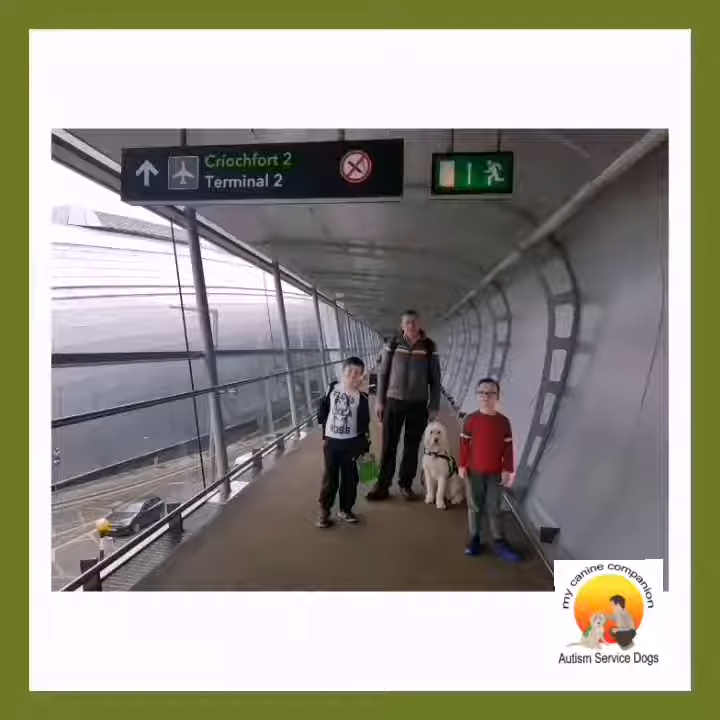 Críochfort 2
Terminal 2
my canine companion
Autism Service Dogs